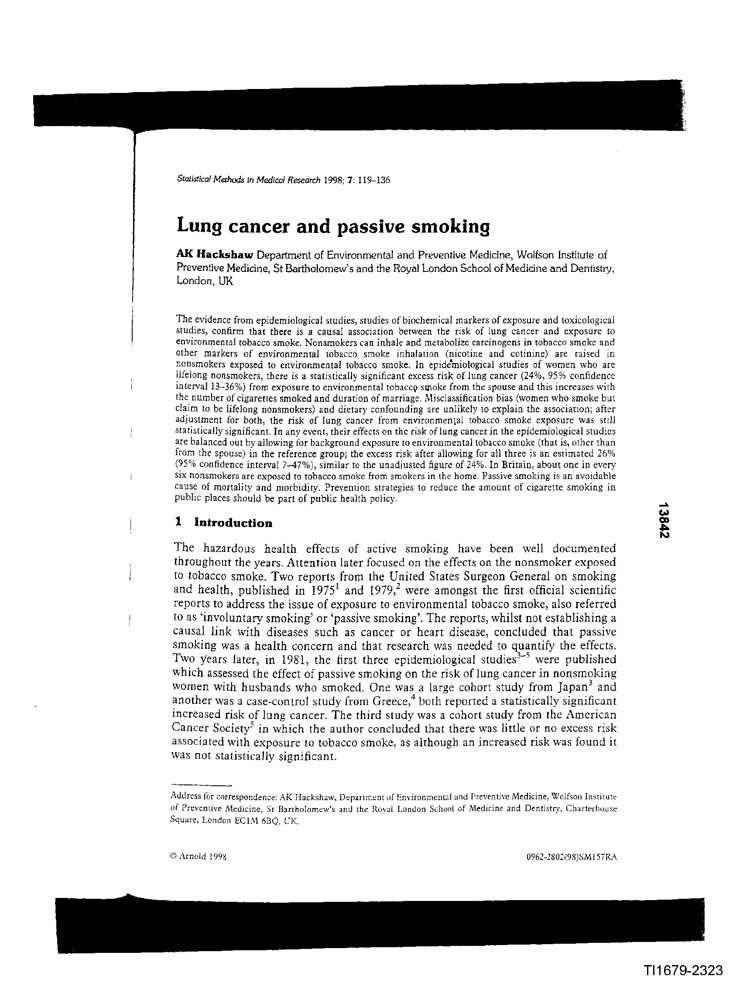 Statistical Methods in Medical Research 1998; 7: 119–136
Lung cancer and passive smoking
AK Hackshaw Department of Environmental and Preventive Medicine, Wolfson Institute of
Preventive Medicine, St Bartholomew's and the Royal London School of Medicine and Dentistry,
London, UK
The evidence from epidemiological studies, studies of biochemical markers of exposure and toxicological
studies, confirm that there is a causal association between the risk of lung cancer and exposure to
environmental tobacco smoke. Nonsmokers can inhale and metabolize carcinogens in tobacco smoke and
other markers of environmental tobacco smoke inhalation (nicotine and cotinine) are raised in
nonsmokers exposed to environmental tobacco smoke. In epidemiological studies of women who are
lifelong nonsmokers, there is a statistically significant excess risk of lung cancer (24%, 95% confidence
interval 13–36%) from exposure to environmental tobacco smoke from the spouse and this increases with
the number of cigarettes smoked and duration of marriage. Misclassification bias (women who smoke but
claim to be lifelong nonsmokers) and dietary confounding are unlikely to explain the association; after
adjustment for both, the risk of lung cancer from environmental tobacco smoke exposure was still
statistically significant. In any event, their effects on the risk of lung cancer in the epidemiological studies
are balanced out by allowing for background exposure to environmental tobacco smoke (that is, other than
from the spouse) in the reference group; the excess risk after allowing for all three is an estimated 26%
(95% confidence interval 7–47%), similar to the unadjusted figure of 24%. In Britain, about one in every
six nonsmokers are exposed to tobacco smoke from smokers in the home. Passive smoking is an avoidable
cause of mortality and morbidity. Prevention strategies to reduce the amount of cigarette smoking in
public places should be part of public health policy.
13842
1 Introduction
The hazardous health effects of active smoking have been well documented
throughout the years. Attention later focused on the effects on the nonsmoker exposed
to tobacco smoke. Two reports from the United States Surgeon General on smoking
and health, published in 1975¹ and 1979,² were amongst the first official scientific
reports to address the issue of exposure to environmental tobacco smoke, also referred
to as 'involuntary smoking' or 'passive smoking'. The reports, whilst not establishing a
causal link with diseases such as cancer or heart disease, concluded that passive
smoking was a health concern and that research was needed to quantify the effects.
Two years later, in 1981, the first three epidemiological studies³⁻⁵ were published
which assessed the effect of passive smoking on the risk of lung cancer in nonsmoking
women with husbands who smoked. One was a large cohort study from Japan³ and
another was a case-control study from Greece,⁴ both reported a statistically significant
increased risk of lung cancer. The third study was a cohort study from the American
Cancer Society⁵ in which the author concluded that there was little or no excess risk
associated with exposure to tobacco smoke, as although an increased risk was found it
was not statistically significant.
Address for correspondence: AK Hackshaw, Department of Environmental and Preventive Medicine, Wolfson Institute
of Preventive Medicine, St Bartholomew's and the Royal London School of Medicine and Dentistry, Charterhouse
Square, London EC1M 6BQ, UK.
© Arnold 1998
0962-2802(98)SM157RA
TI1679-2323